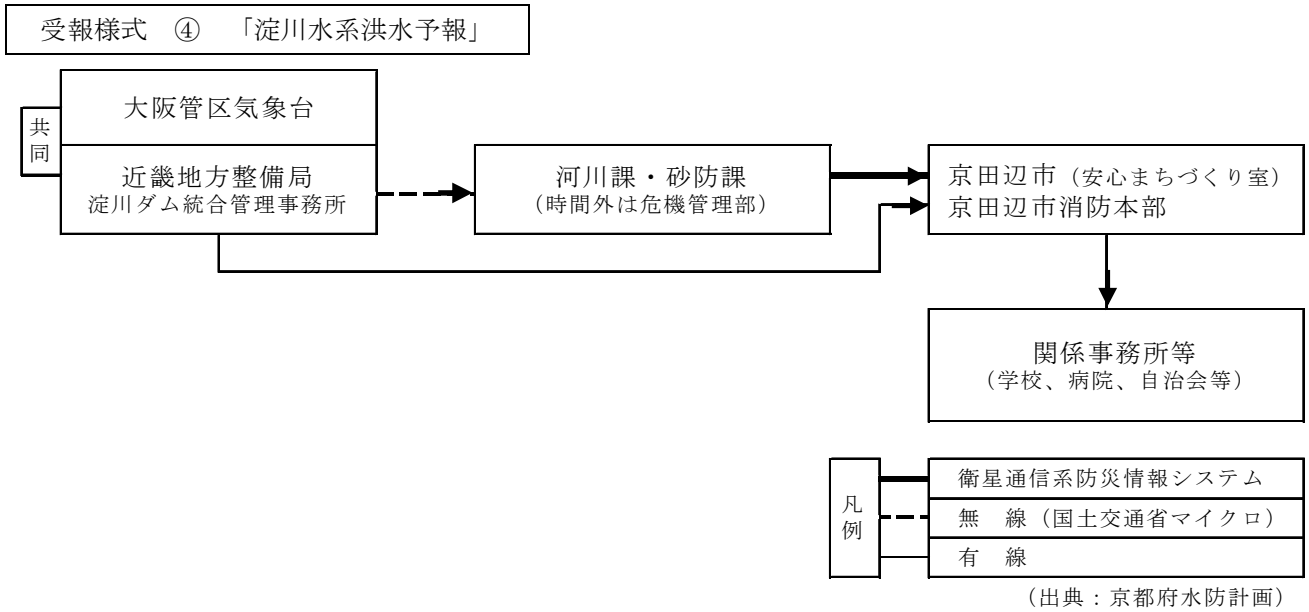 受報様式 ④ 「淀川水系洪水予報」
共同
大阪管区気象台
近畿地方整備局
淀川ダム統合管理事務所
河川課・砂防課
（時間外は危機管理部）
京田辺市（安心まちづくり室）
京田辺市消防本部
関係事務所等
（学校、病院、自治会等）
凡例
衛星通信系防災情報システム
無 線（国土交通省マイクロ）
有 線
（出典：京都府水防計画）